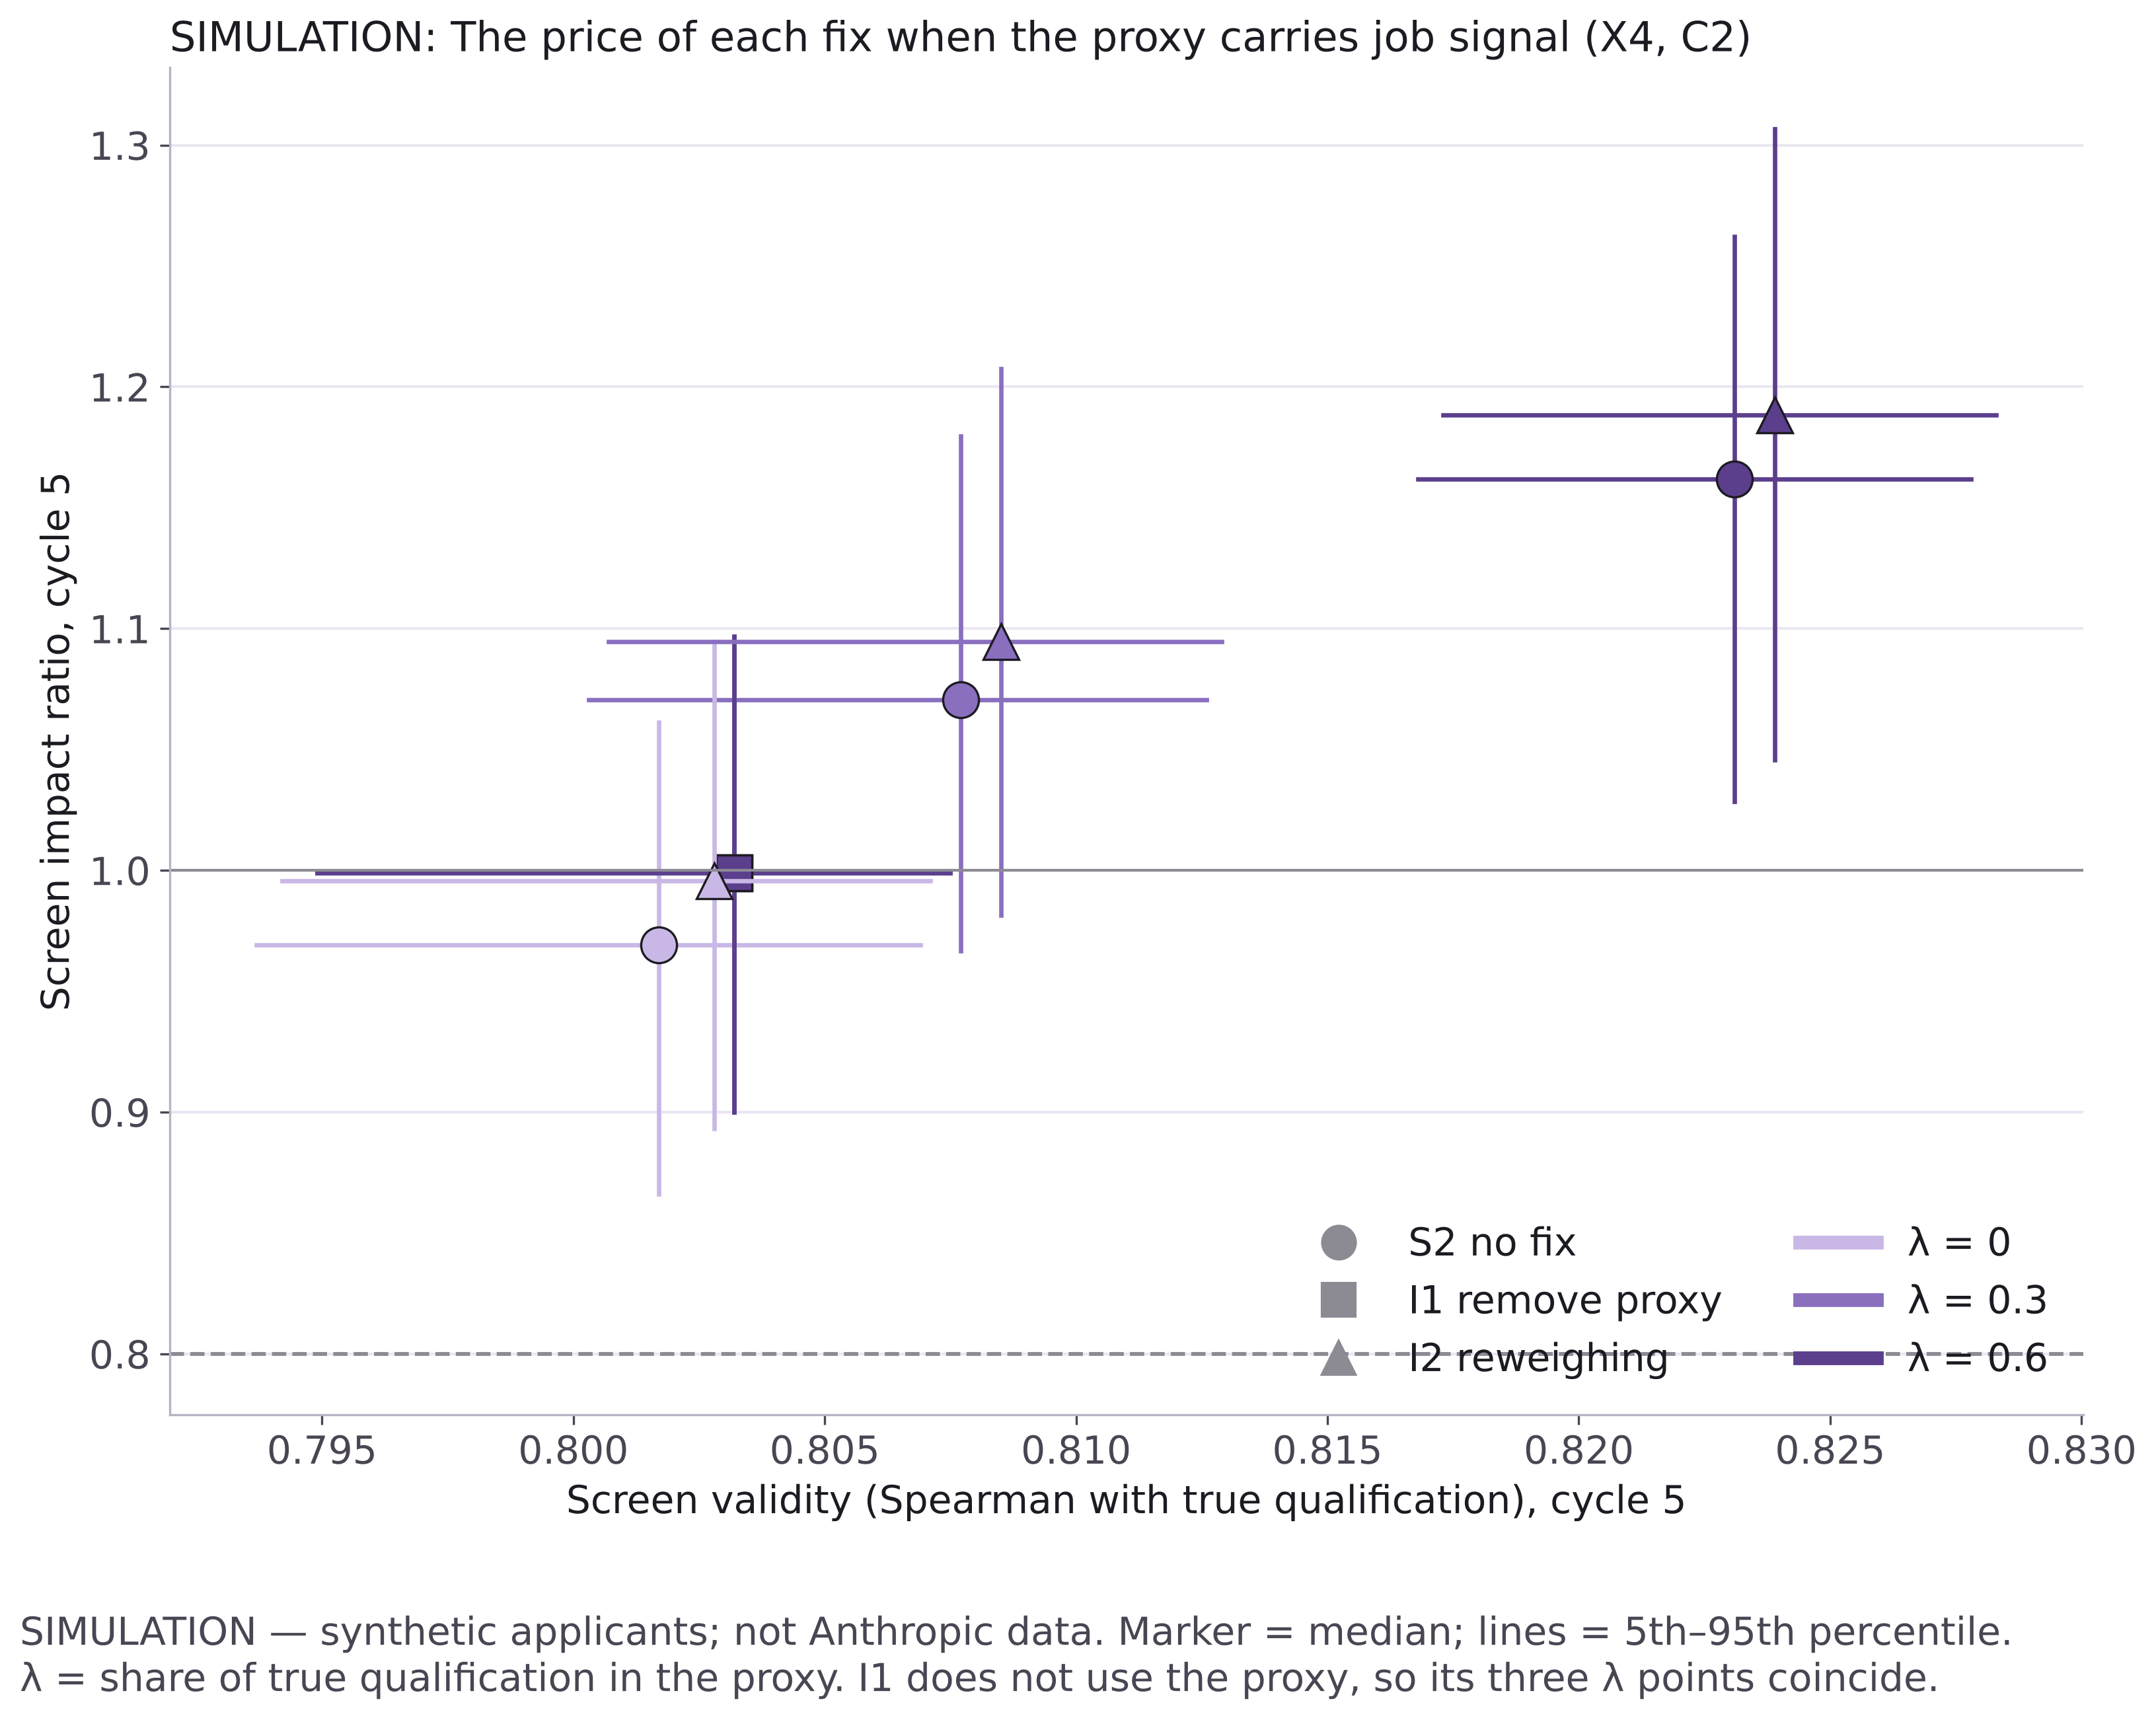 SIMULATION: The price of each fix when the proxy carries job signal (X4, C2)
Screen impact ratio, cycle 5
1.3
1.2
1.1
1.0
0.9
0.8
S2 no fix
I1 remove proxy
I2 reweighing
λ = 0
λ = 0.3
λ = 0.6
0.795
0.800
0.805
0.810
0.815
0.820
0.825
0.830
Screen validity (Spearman with true qualification), cycle 5
SIMULATION — synthetic applicants; not Anthropic data. Marker = median; lines = 5th–95th percentile.
λ = share of true qualification in the proxy. I1 does not use the proxy, so its three λ points coincide.